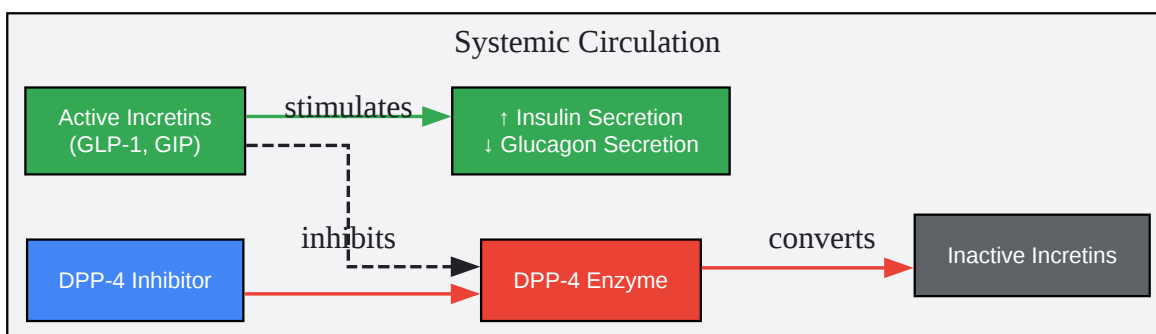 Systemic Circulation
Active Incretins
(GLP-1, GIP)
stimulates
↑ Insulin Secretion
↓ Glucagon Secretion
DPP-4 Inhibitor
inhibits
DPP-4 Enzyme
converts
Inactive Incretins